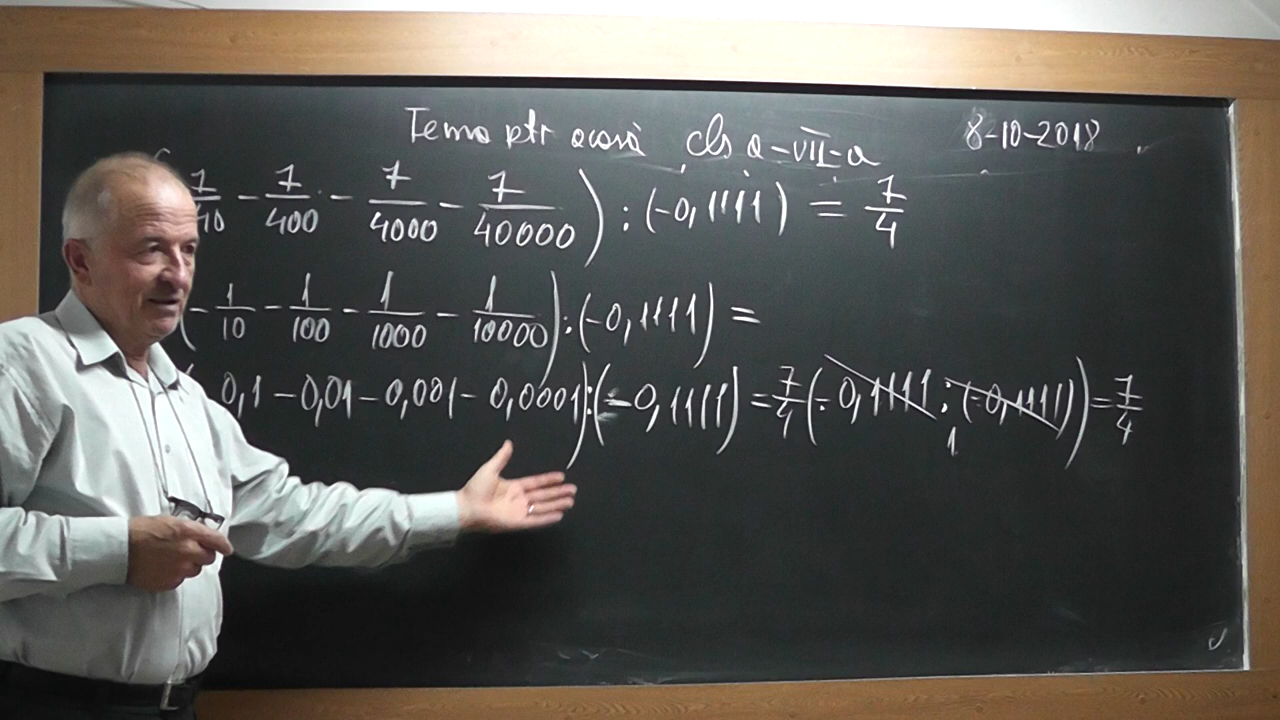 Tema ptr acasă cls a-VII-a 8-10-2018
7/40 - 7/400 - 7/4000 - 7/40000) : (-0,1111) = 7/4
(- 1/10 - 1/100 - 1/1000 - 1/10000) : (-0,1111) =
0,1 - 0,01 - 0,001 - 0,0001) : (-0,1111) = 7/4 (- 0,1111 : (-0,1111)) = 7/4
1